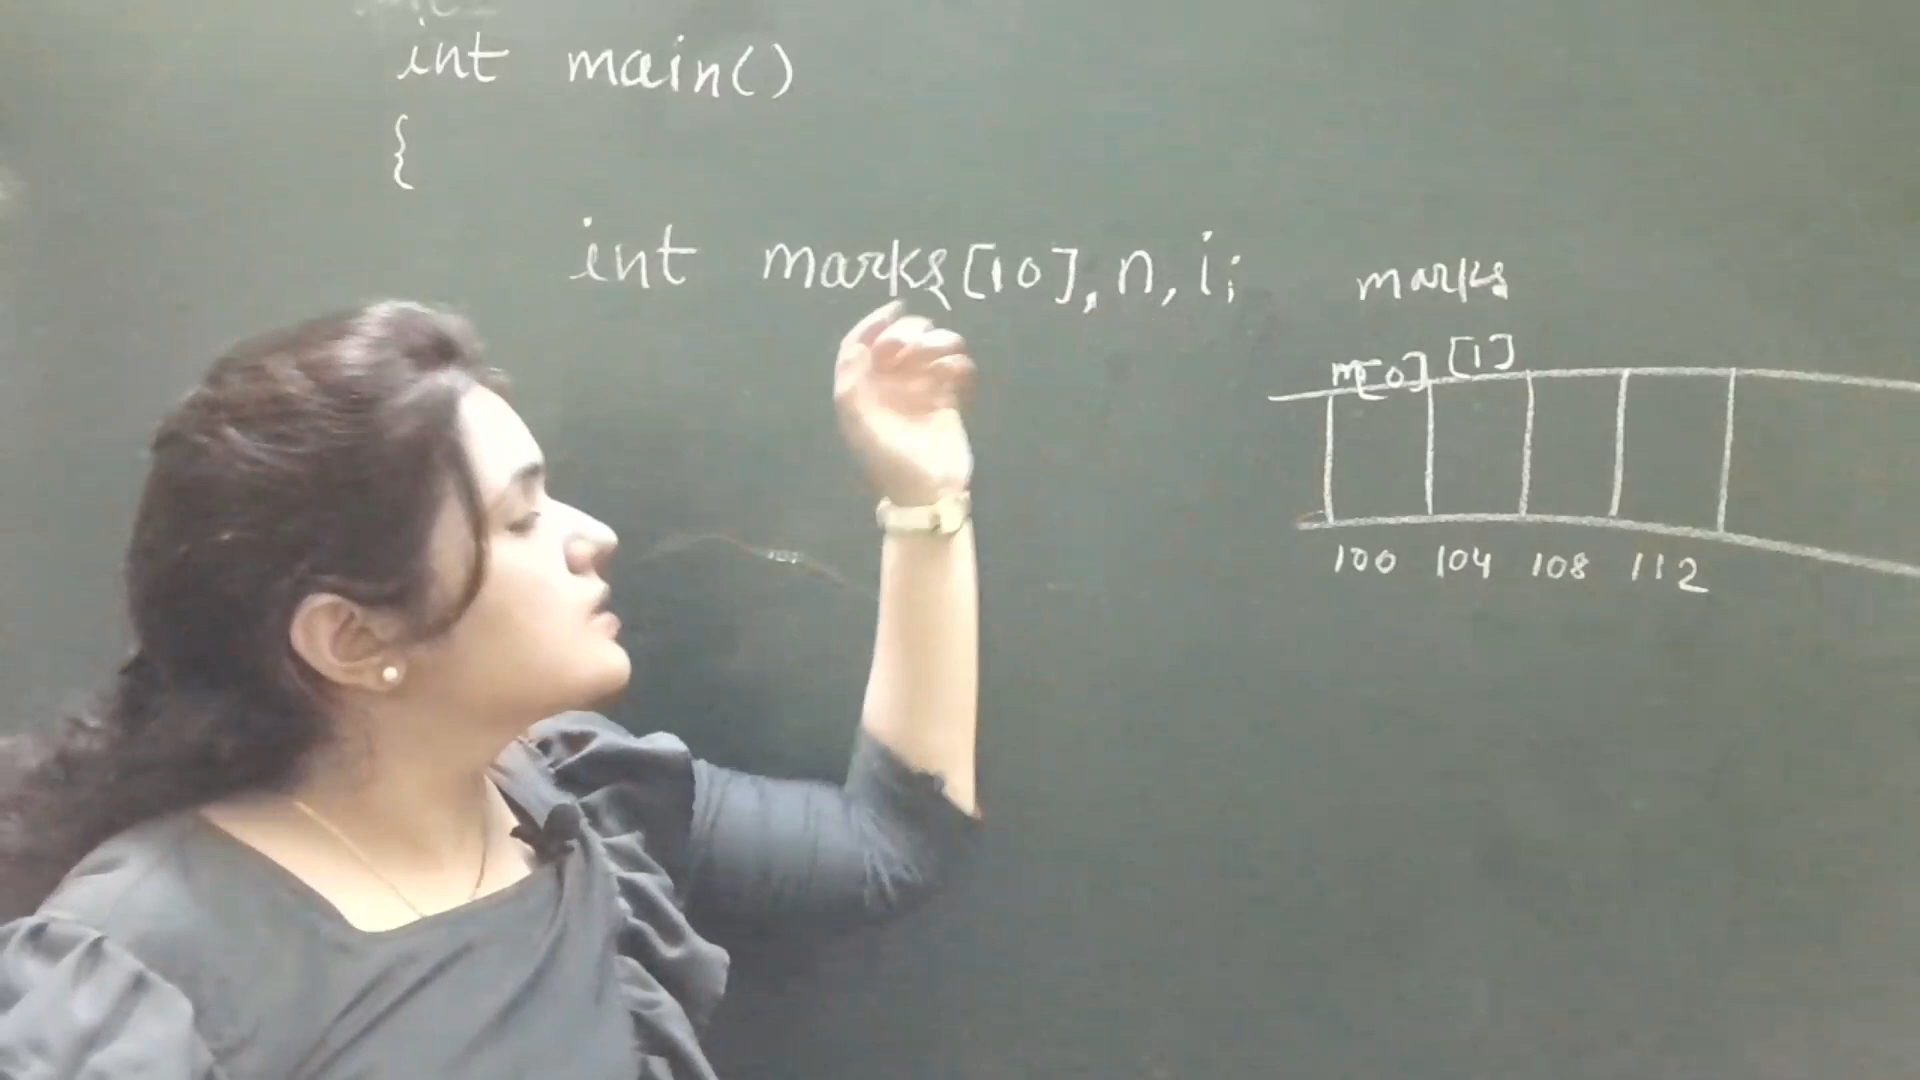 int main()
{
int marks[10], n, i;
marks
m[0] [1]
100 104 108 112